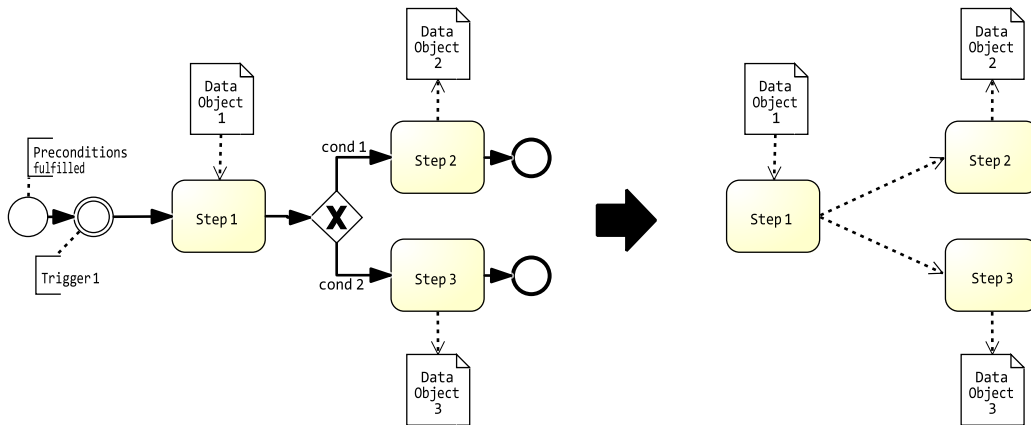 Data
Object
1
Preconditions
fulfilled
Trigger 1
Step 1
X
cond 1
cond 2
Data
Object
2
Step 2
Step 3
Data
Object
3
Data
Object
1
Step 1
Data
Object
2
Step 2
Step 3
Data
Object
3